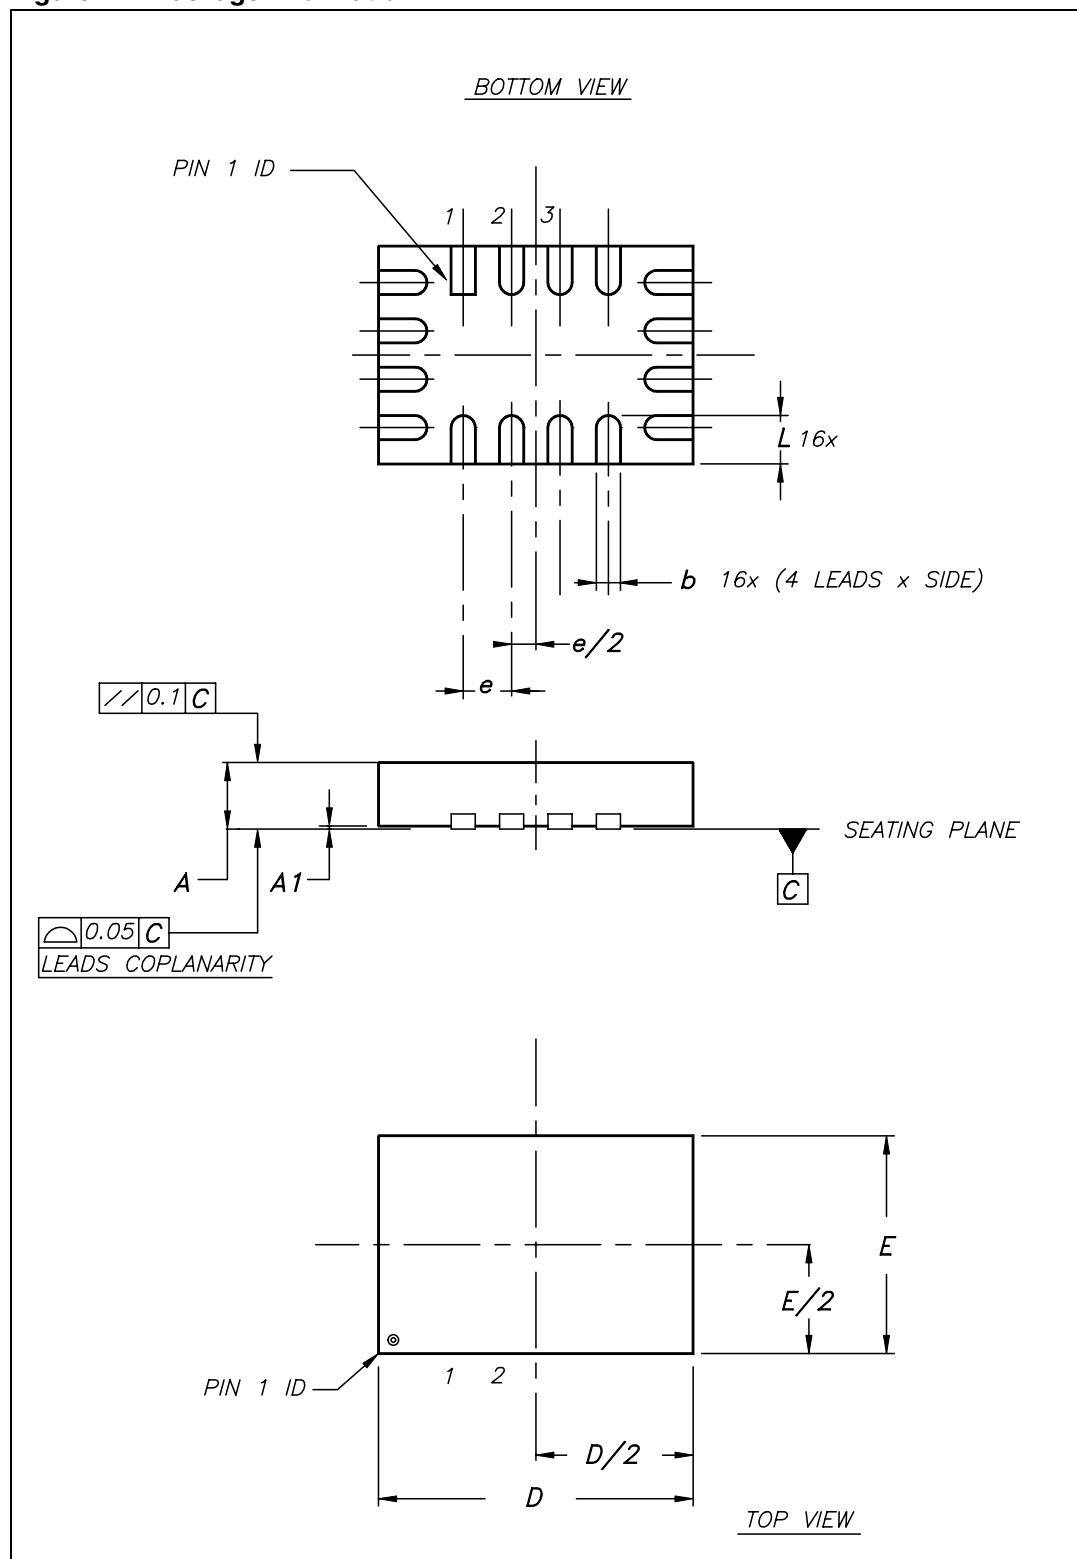 BOTTOM VIEW
PIN 1 ID
1 2 3
L 16x
b 16x (4 LEADS x SIDE)
e/2
e
// 0.1 C
SEATING PLANE
A A1
C
0.05 C
LEADS COPLANARITY
E
E/2
1 2
PIN 1 ID
D/2
D
TOP VIEW